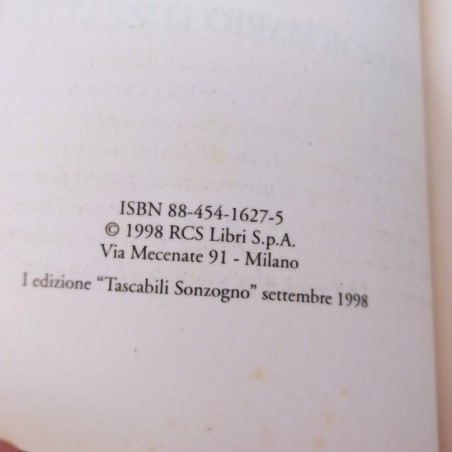 ISBN 88-454-1627-5
© 1998 RCS Libri S.p.A.
Via Mecenate 91 - Milano
I edizione "Tascabili Sonzogno" settembre 1998